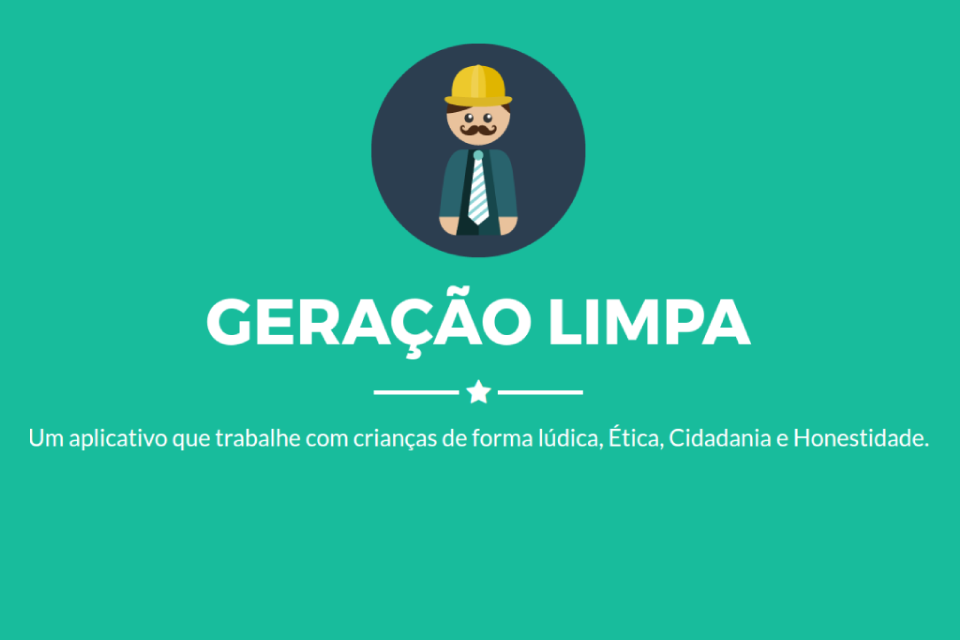 GERAÇÃO LIMPA
Um aplicativo que trabalhe com crianças de forma lúdica, Ética, Cidadania e Honestidade.